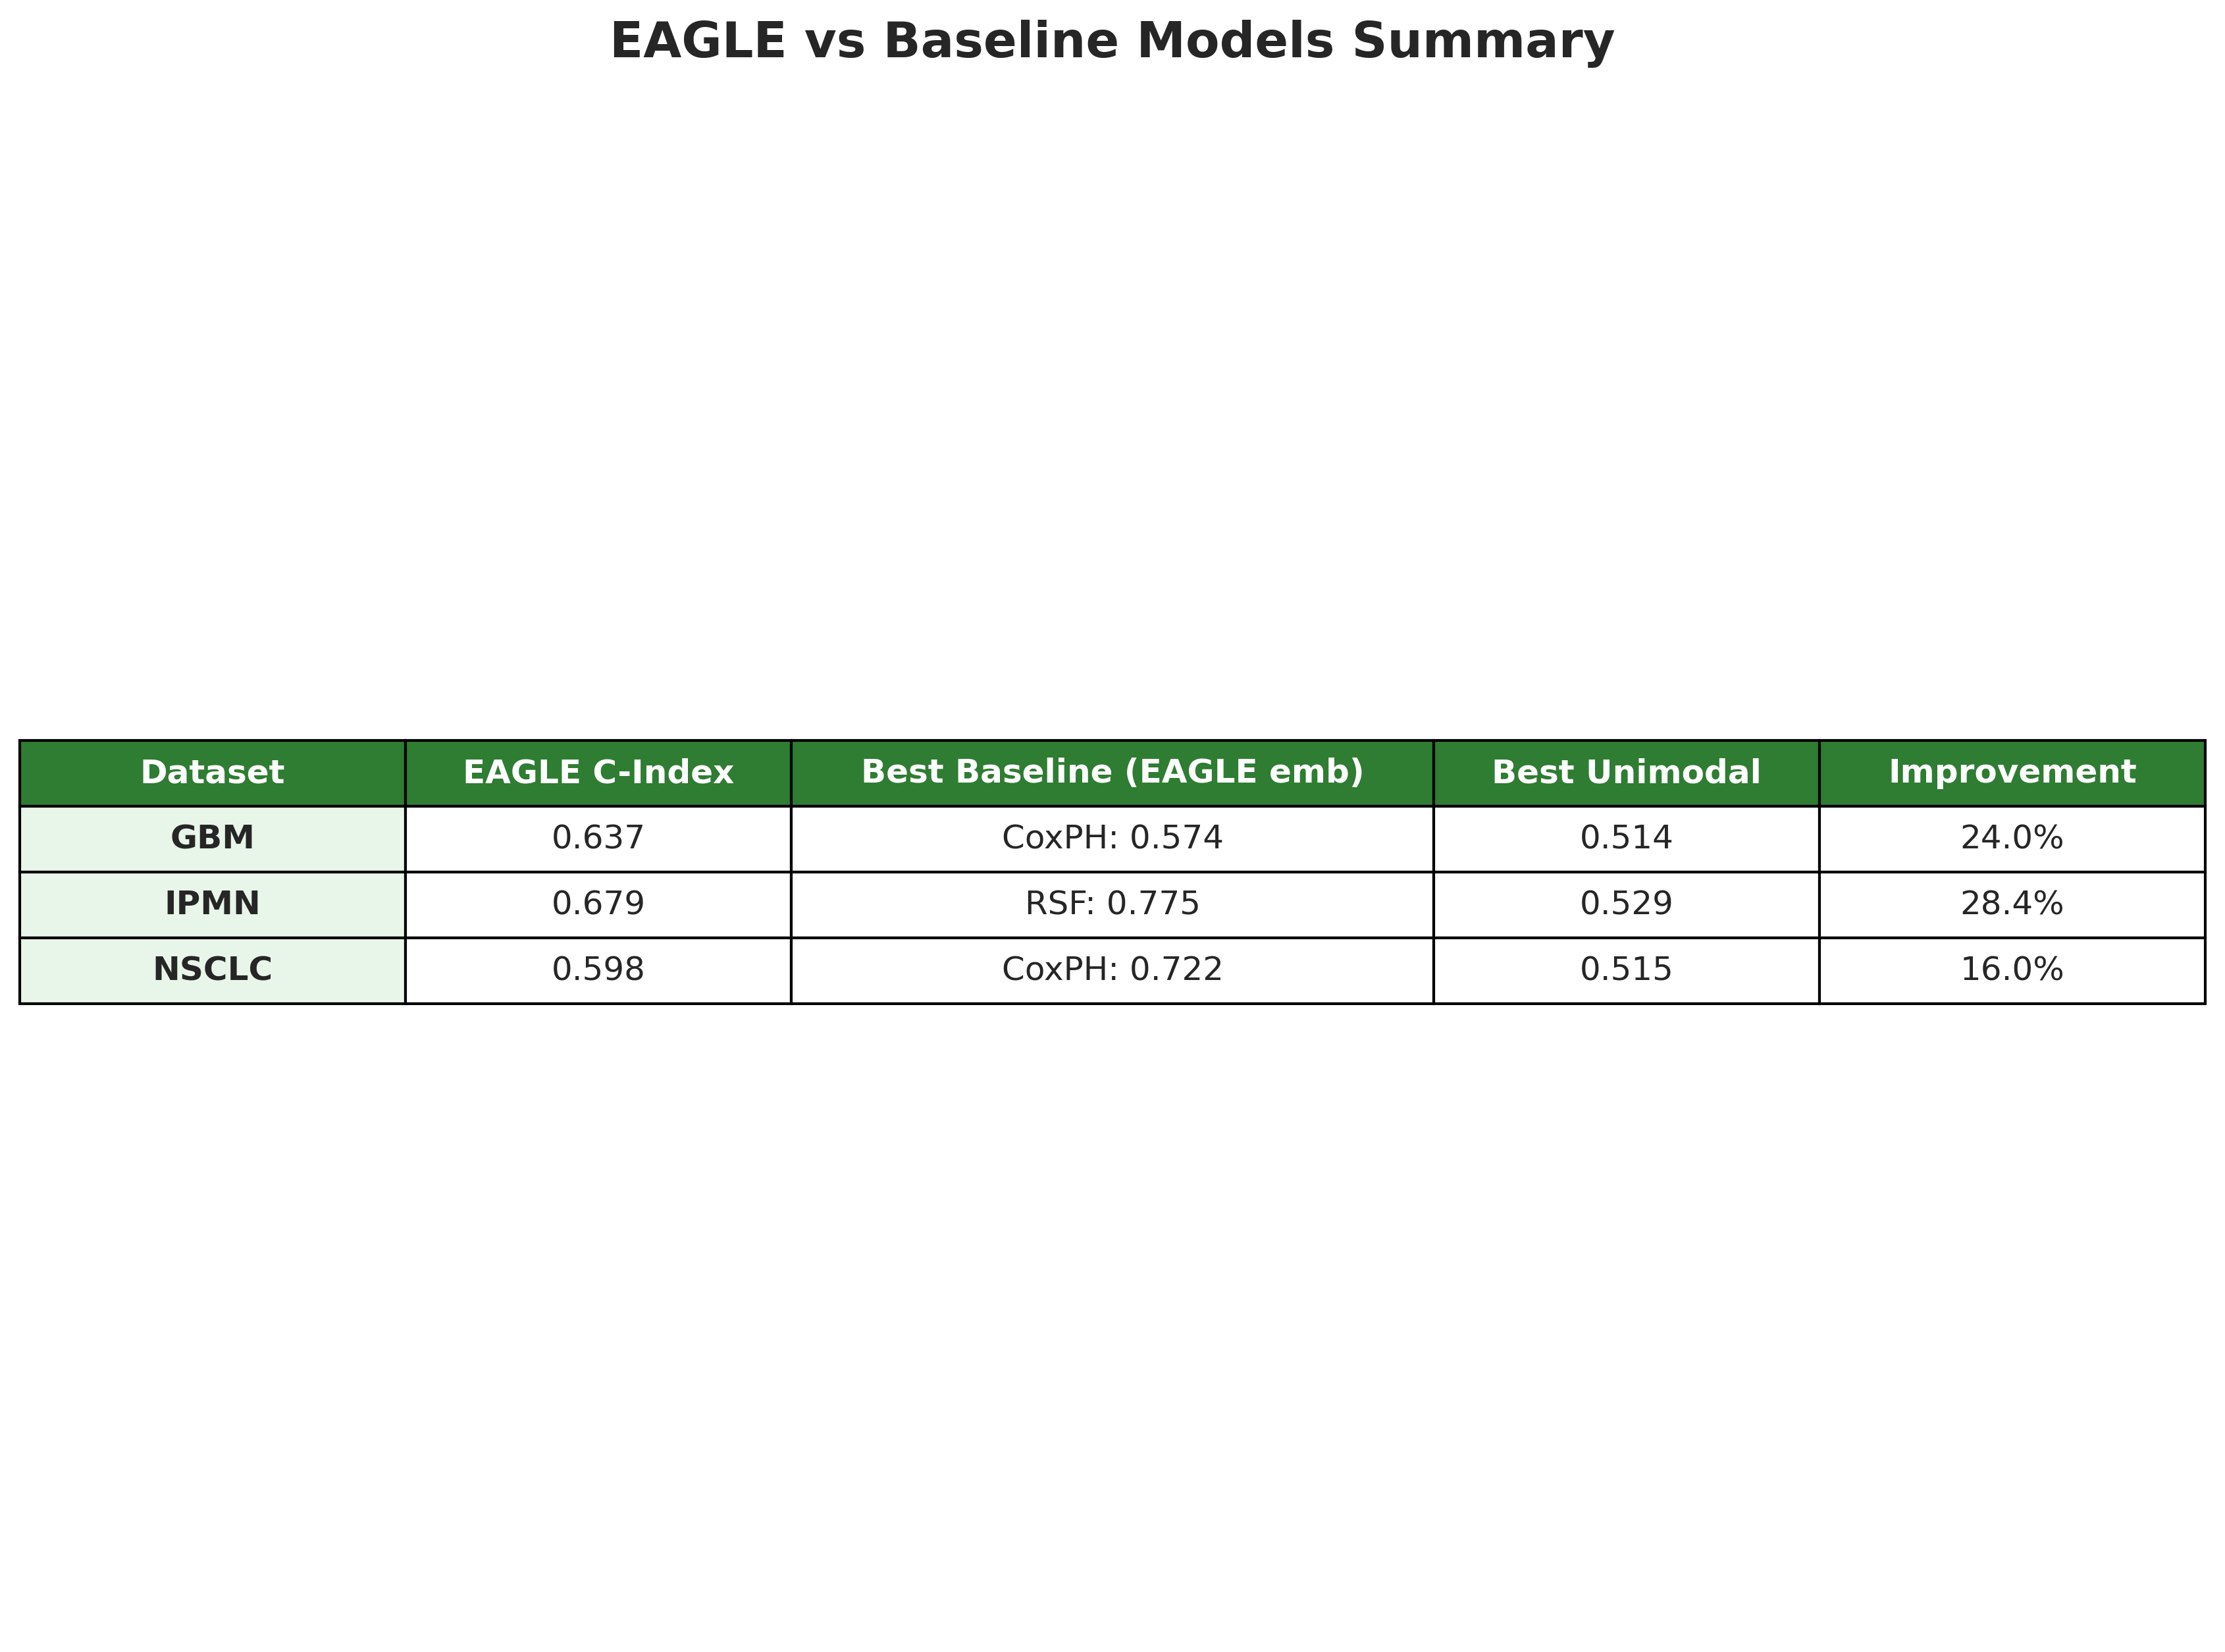 EAGLE vs Baseline Models Summary
Dataset EAGLE C-Index Best Baseline (EAGLE emb) Best Unimodal Improvement
GBM 0.637 CoxPH: 0.574 0.514 24.0%
IPMN 0.679 RSF: 0.775 0.529 28.4%
NSCLC 0.598 CoxPH: 0.722 0.515 16.0%